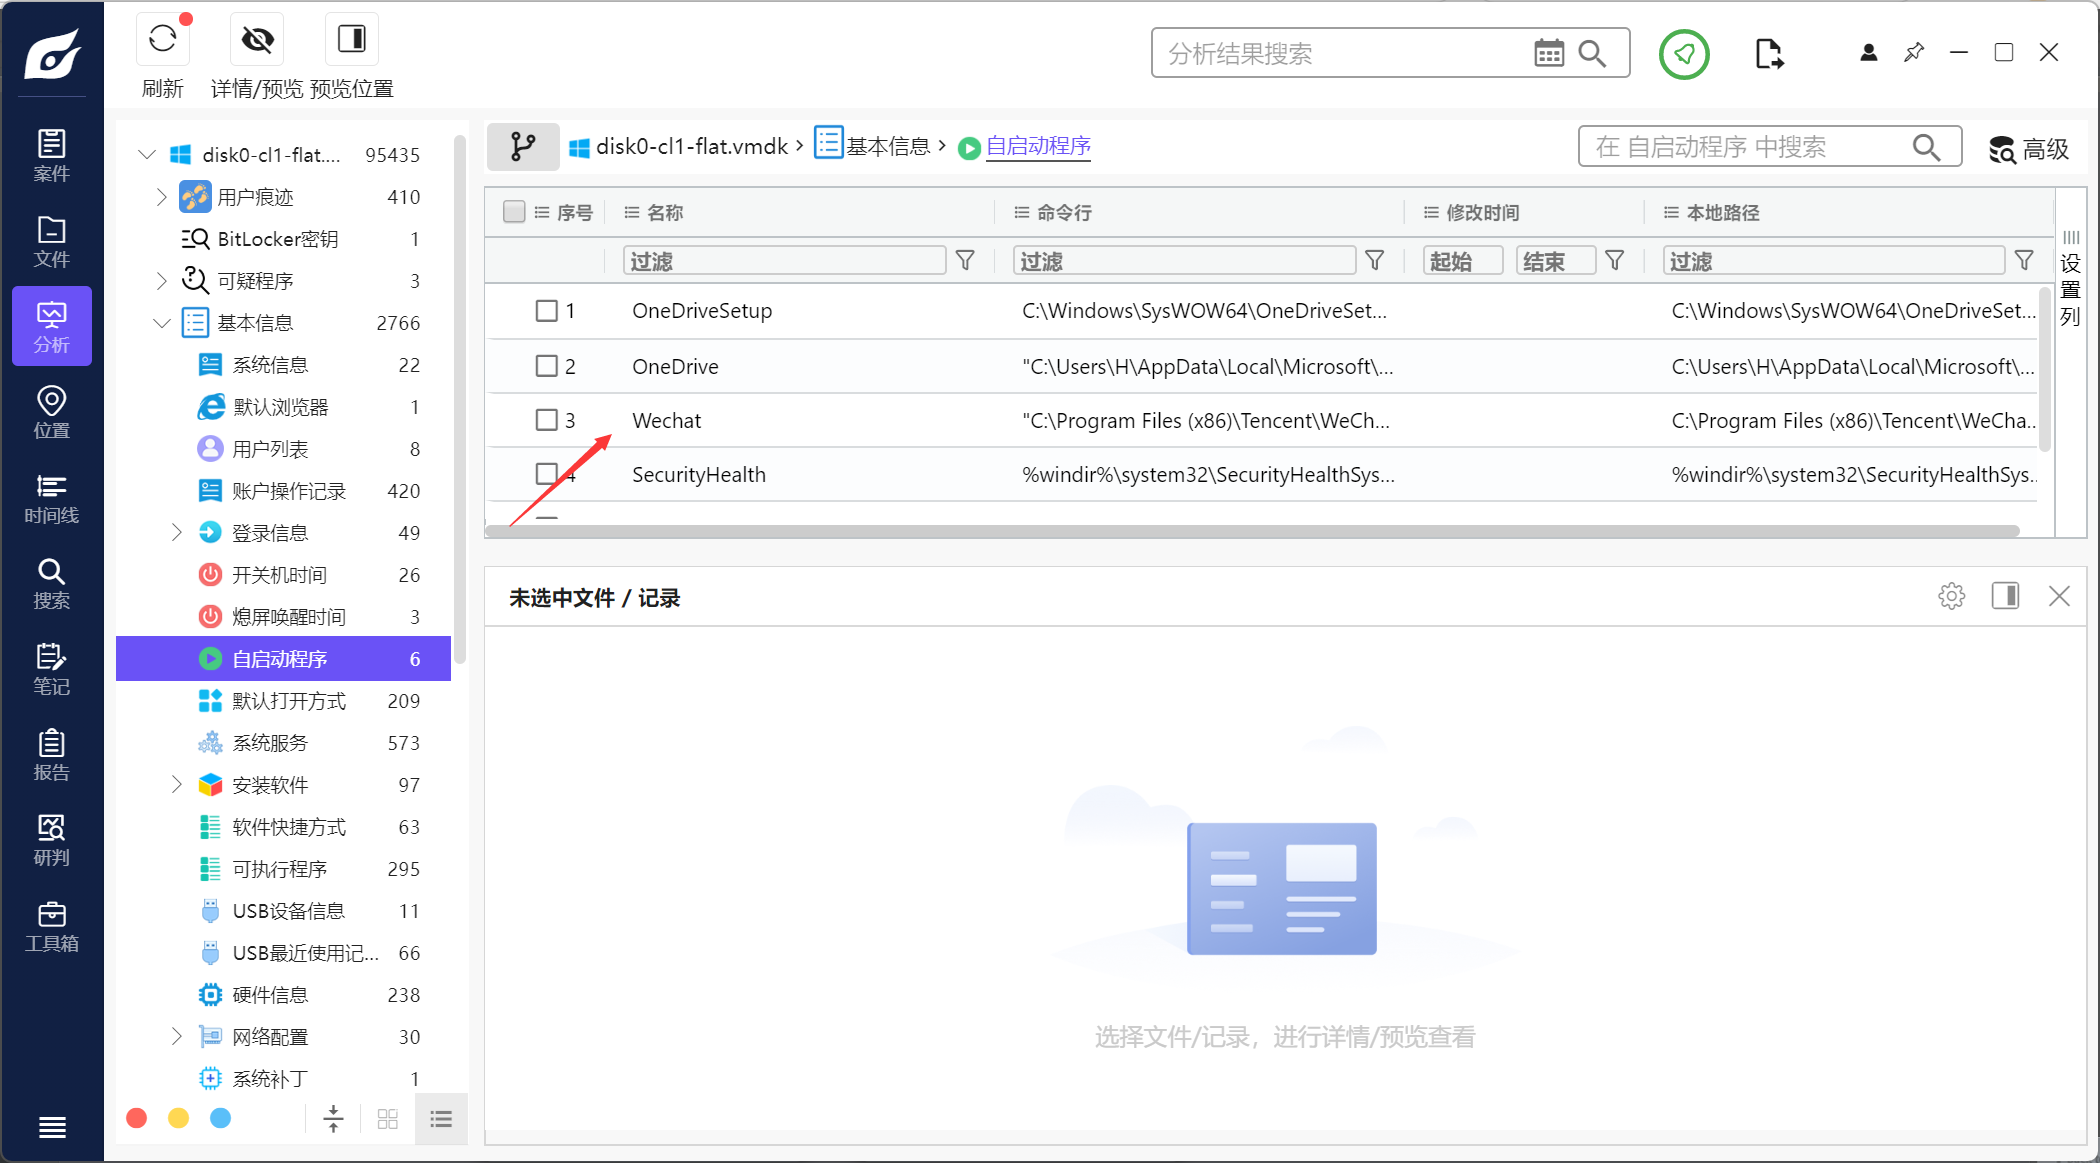 刷新
详情/预览
预览位置
分析结果搜索
案件
文件
分析
位置
时间线
搜索
笔记
报告
研判
工具箱
disk0-cl1-flat.... 95435
用户痕迹 410
BitLocker密钥 1
可疑程序 3
基本信息 2766
系统信息 22
默认浏览器 1
用户列表 8
账户操作记录 420
登录信息 49
开关机时间 26
熄屏唤醒时间 3
自启动程序 6
默认打开方式 209
系统服务 573
安装软件 97
软件快捷方式 63
可执行程序 295
USB设备信息 11
USB最近使用记... 66
硬件信息 238
网络配置 30
系统补丁 1
disk0-cl1-flat.vmdk › 基本信息 › 自启动程序
在 自启动程序 中搜索
高级
序号 名称 命令行 修改时间 本地路径
过滤 过滤 起始 结束 过滤
设置列
1 OneDriveSetup C:\Windows\SysWOW64\OneDriveSet... C:\Windows\SysWOW64\OneDriveSet...
2 OneDrive "C:\Users\H\AppData\Local\Microsoft\... C:\Users\H\AppData\Local\Microsoft\...
3 Wechat "C:\Program Files (x86)\Tencent\WeCh... C:\Program Files (x86)\Tencent\WeCha...
4 SecurityHealth %windir%\system32\SecurityHealthSys... %windir%\system32\SecurityHealthSys...
未选中文件 / 记录
选择文件/记录，进行详情/预览查看